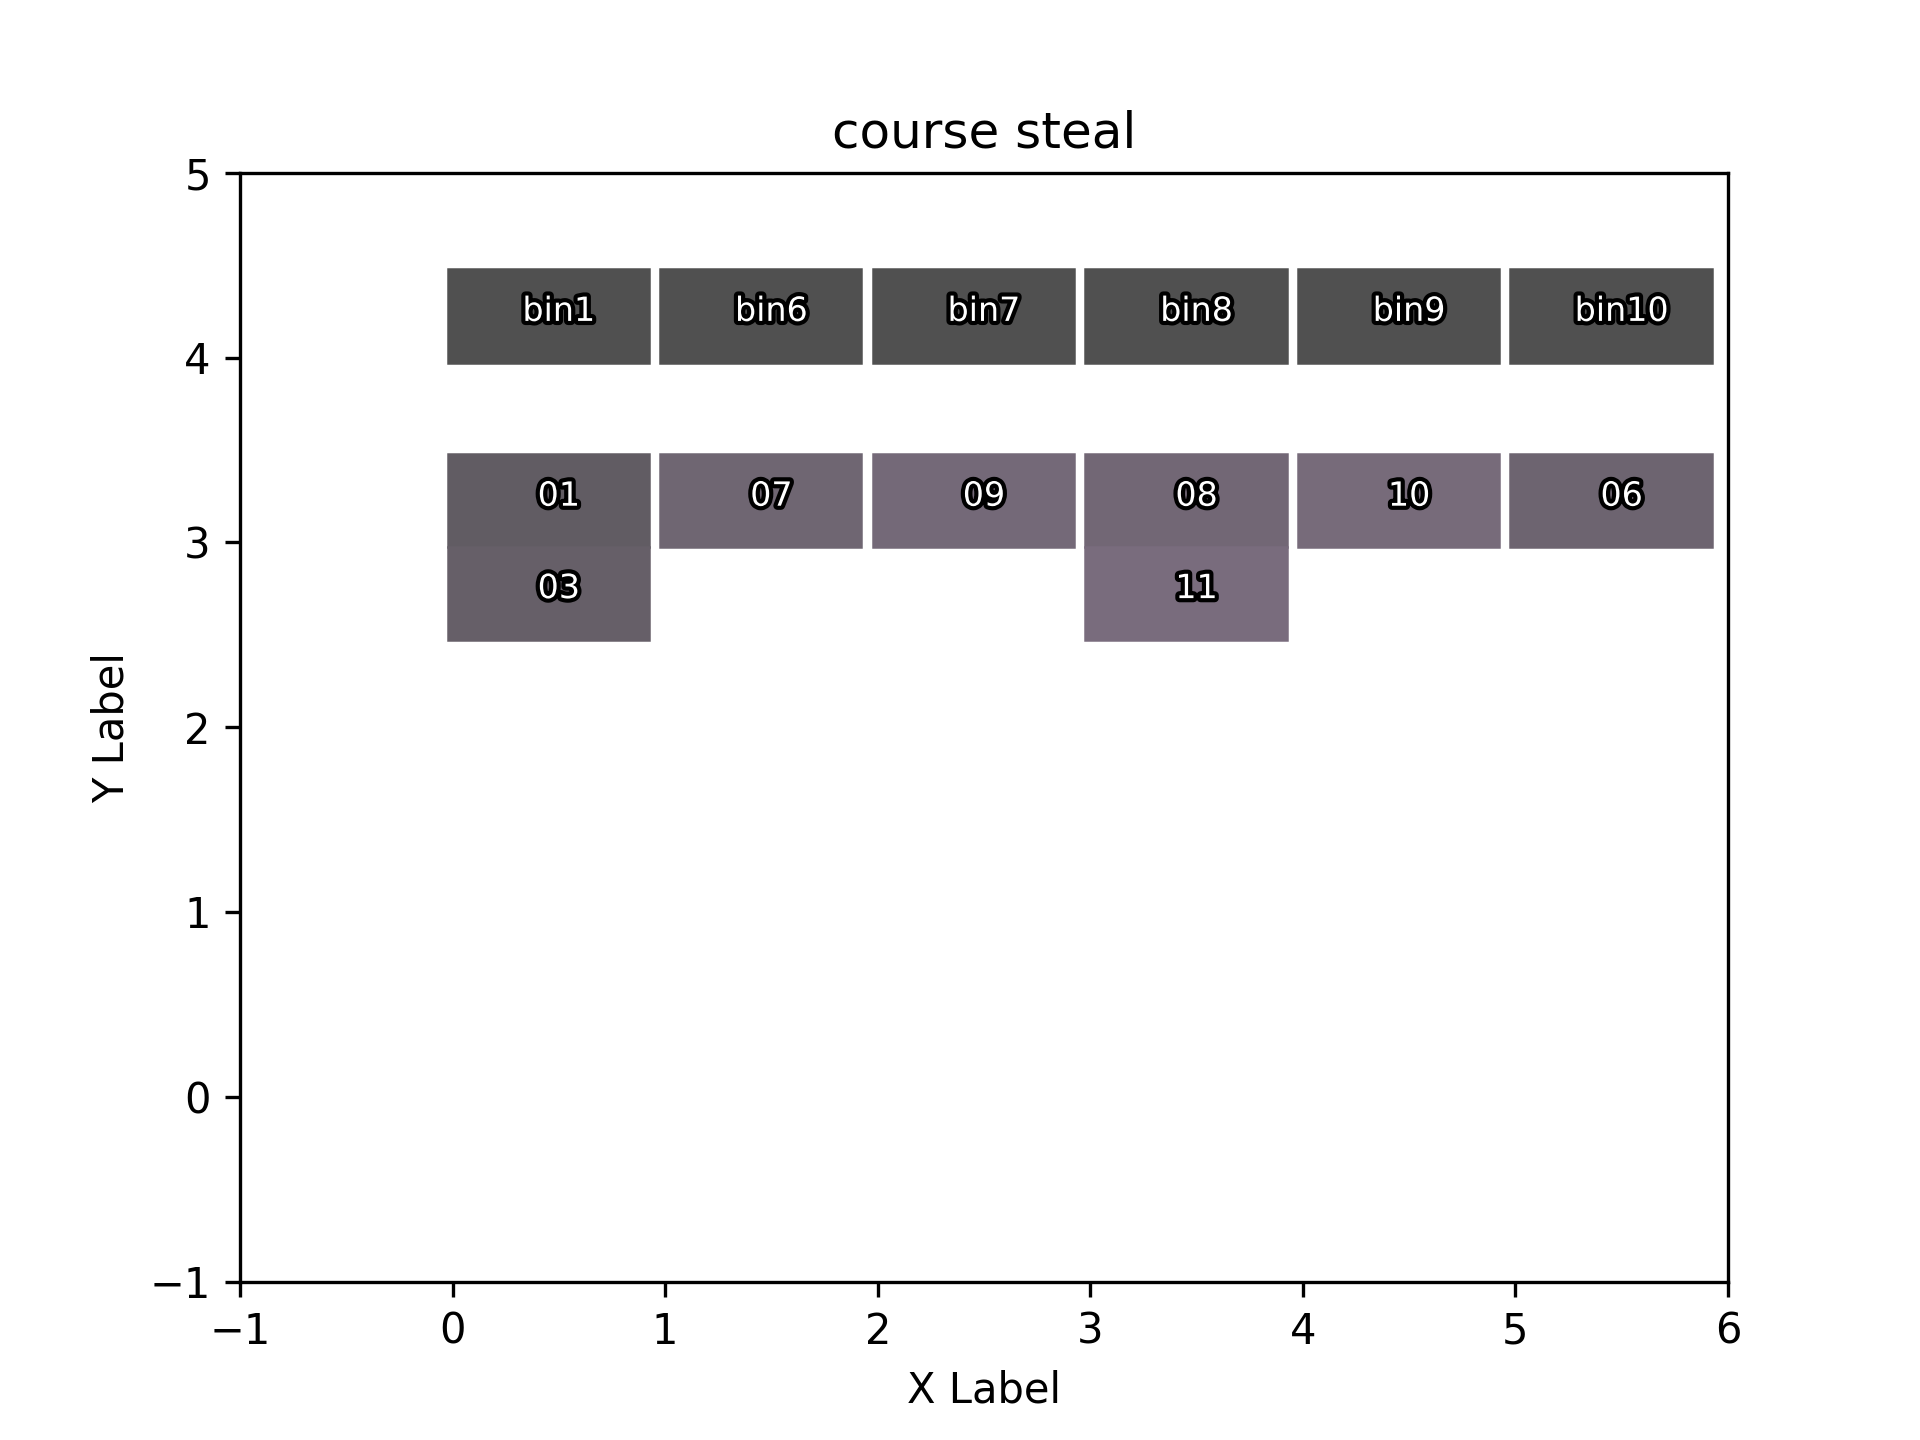 course steal
5
bin1 bin6 bin7 bin8 bin9 bin10
4
01 07 09 08 10 06
3
03 11
Y Label
2
1
0
−1
−1 0 1 2 3 4 5 6
X Label